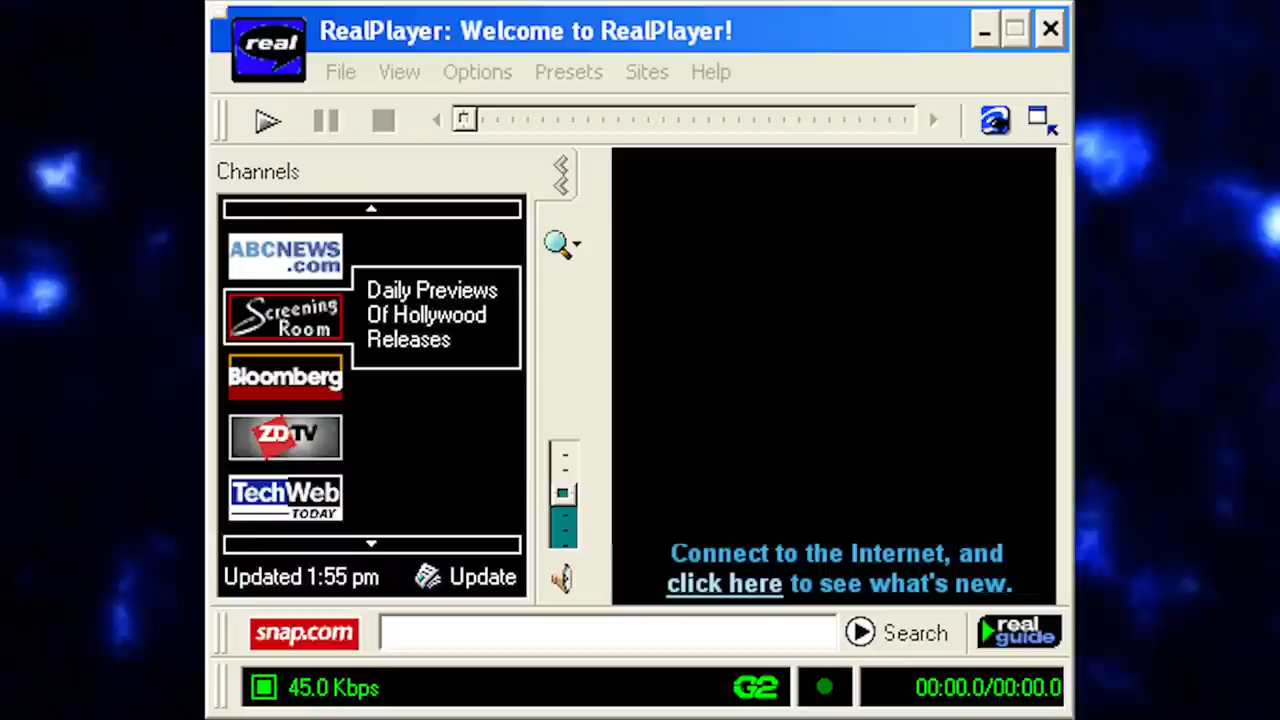 real
RealPlayer: Welcome to RealPlayer!
File View Options Presets Sites Help
Channels
ABCNEWS
.com
Screening
Room
Daily Previews
Of Hollywood
Releases
Bloomberg
ZDTV
TechWeb
TODAY
Updated 1:55 pm Update
Connect to the Internet, and
click here to see what's new.
snap.com Search real
guide
45.0 Kbps G2 00:00.0/00:00.0